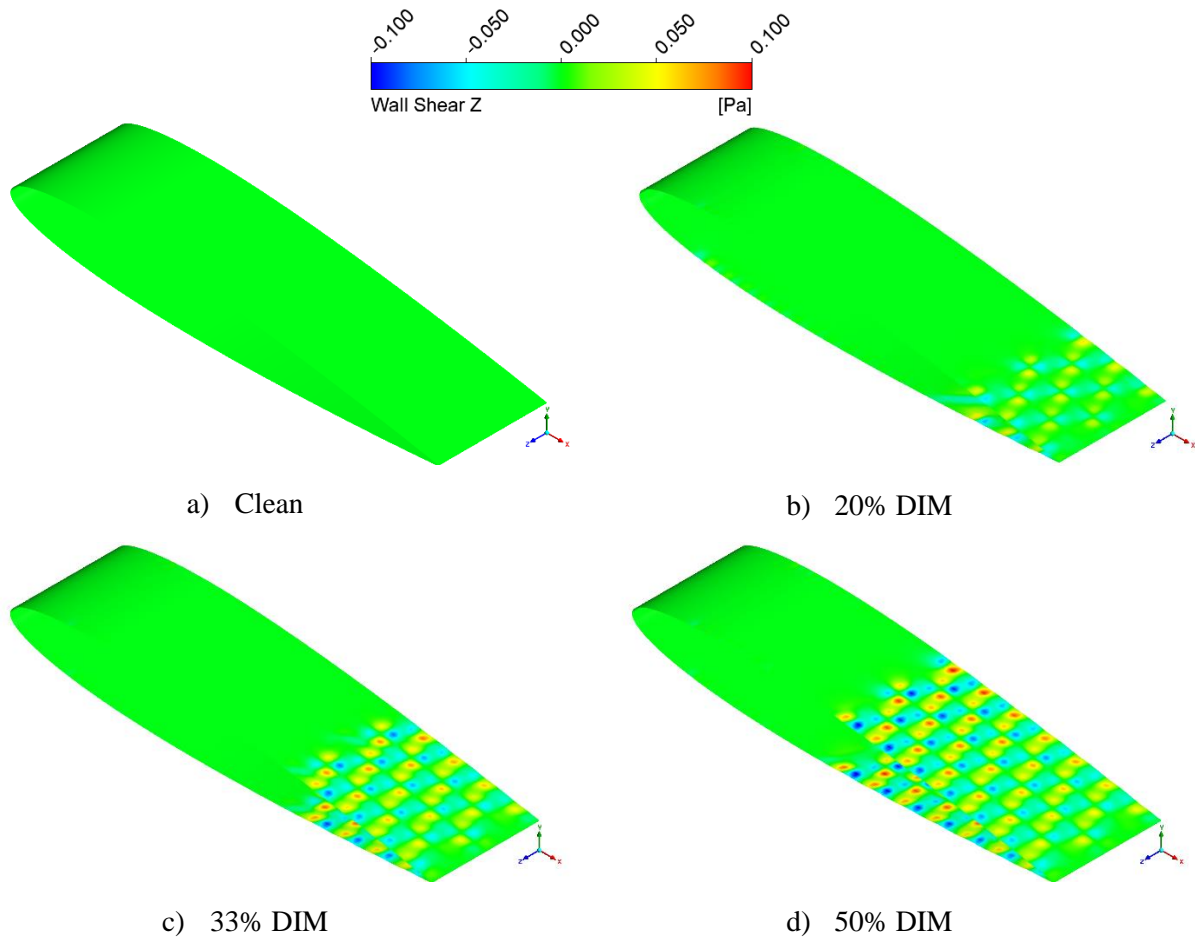 -0.100
-0.050
0.000
0.050
0.100
Wall Shear Z
[Pa]
Y
Z
X
Y
Z
X
a) Clean
b) 20% DIM
Y
Z
X
Y
Z
X
c) 33% DIM
d) 50% DIM